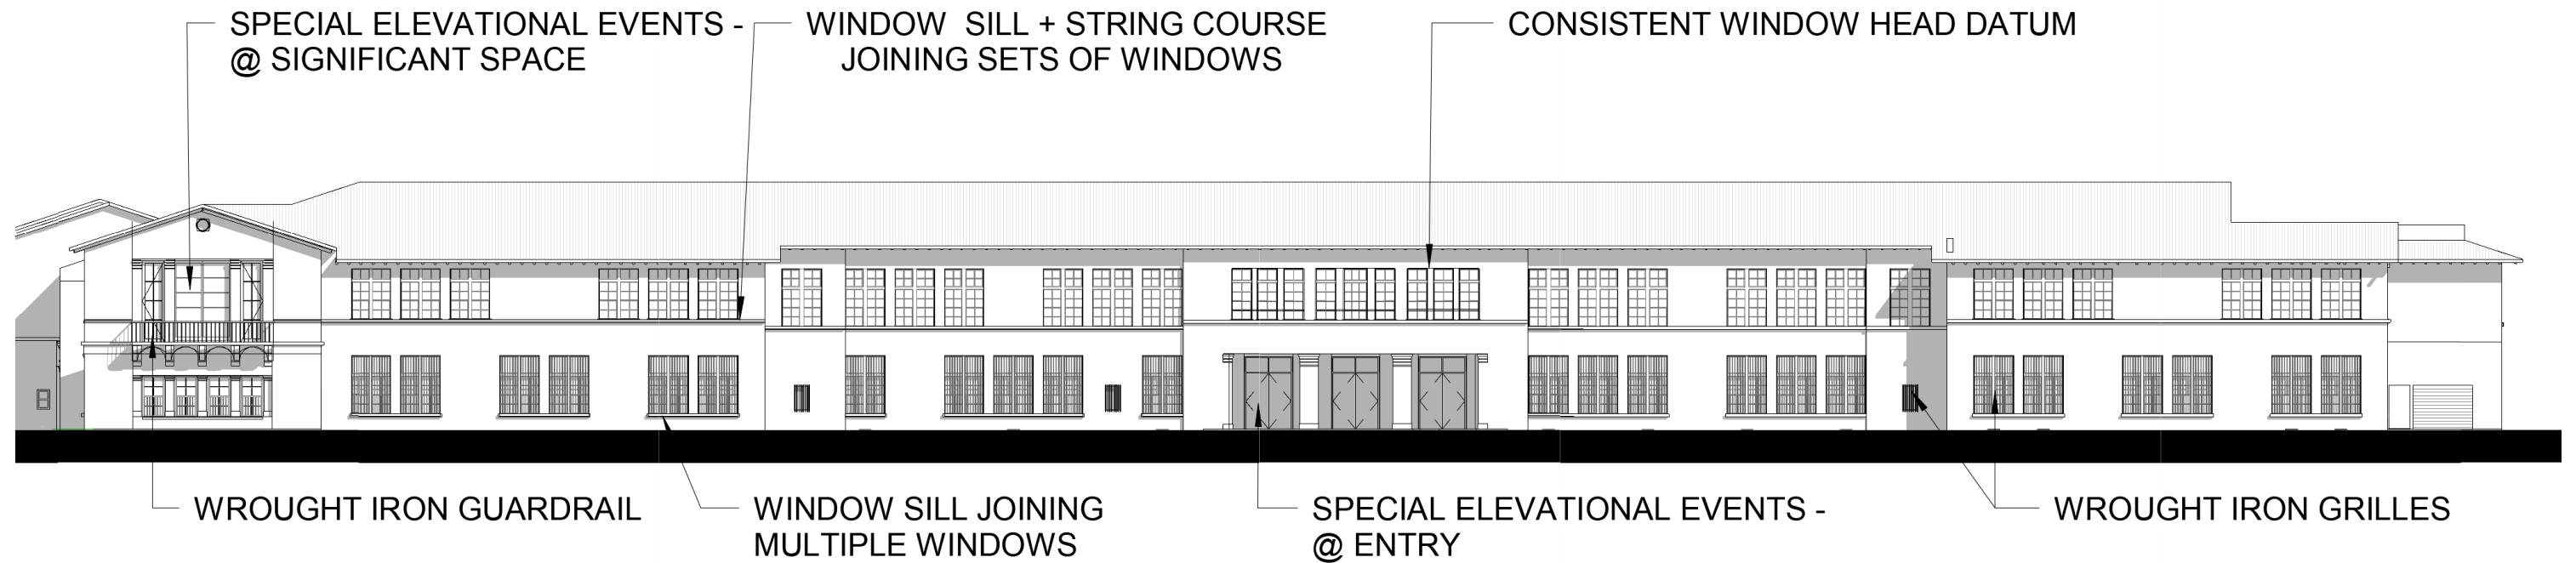 SPECIAL ELEVATIONAL EVENTS -
@ SIGNIFICANT SPACE
WINDOW SILL + STRING COURSE
JOINING SETS OF WINDOWS
CONSISTENT WINDOW HEAD DATUM
WROUGHT IRON GUARDRAIL
WINDOW SILL JOINING
MULTIPLE WINDOWS
SPECIAL ELEVATIONAL EVENTS -
@ ENTRY
WROUGHT IRON GRILLES